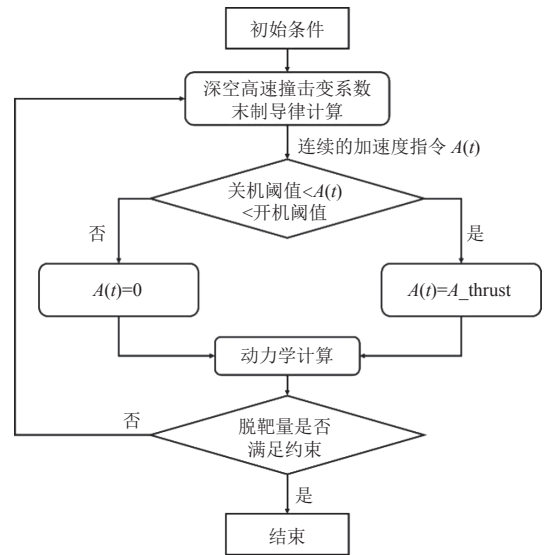 初始条件
深空高速撞击变系数
末制导律计算
连续的加速度指令 A(t)
关机阈值<A(t)
<开机阈值
否
是
A(t)=0
A(t)=A_thrust
动力学计算
否
脱靶量是否
满足约束
是
结束